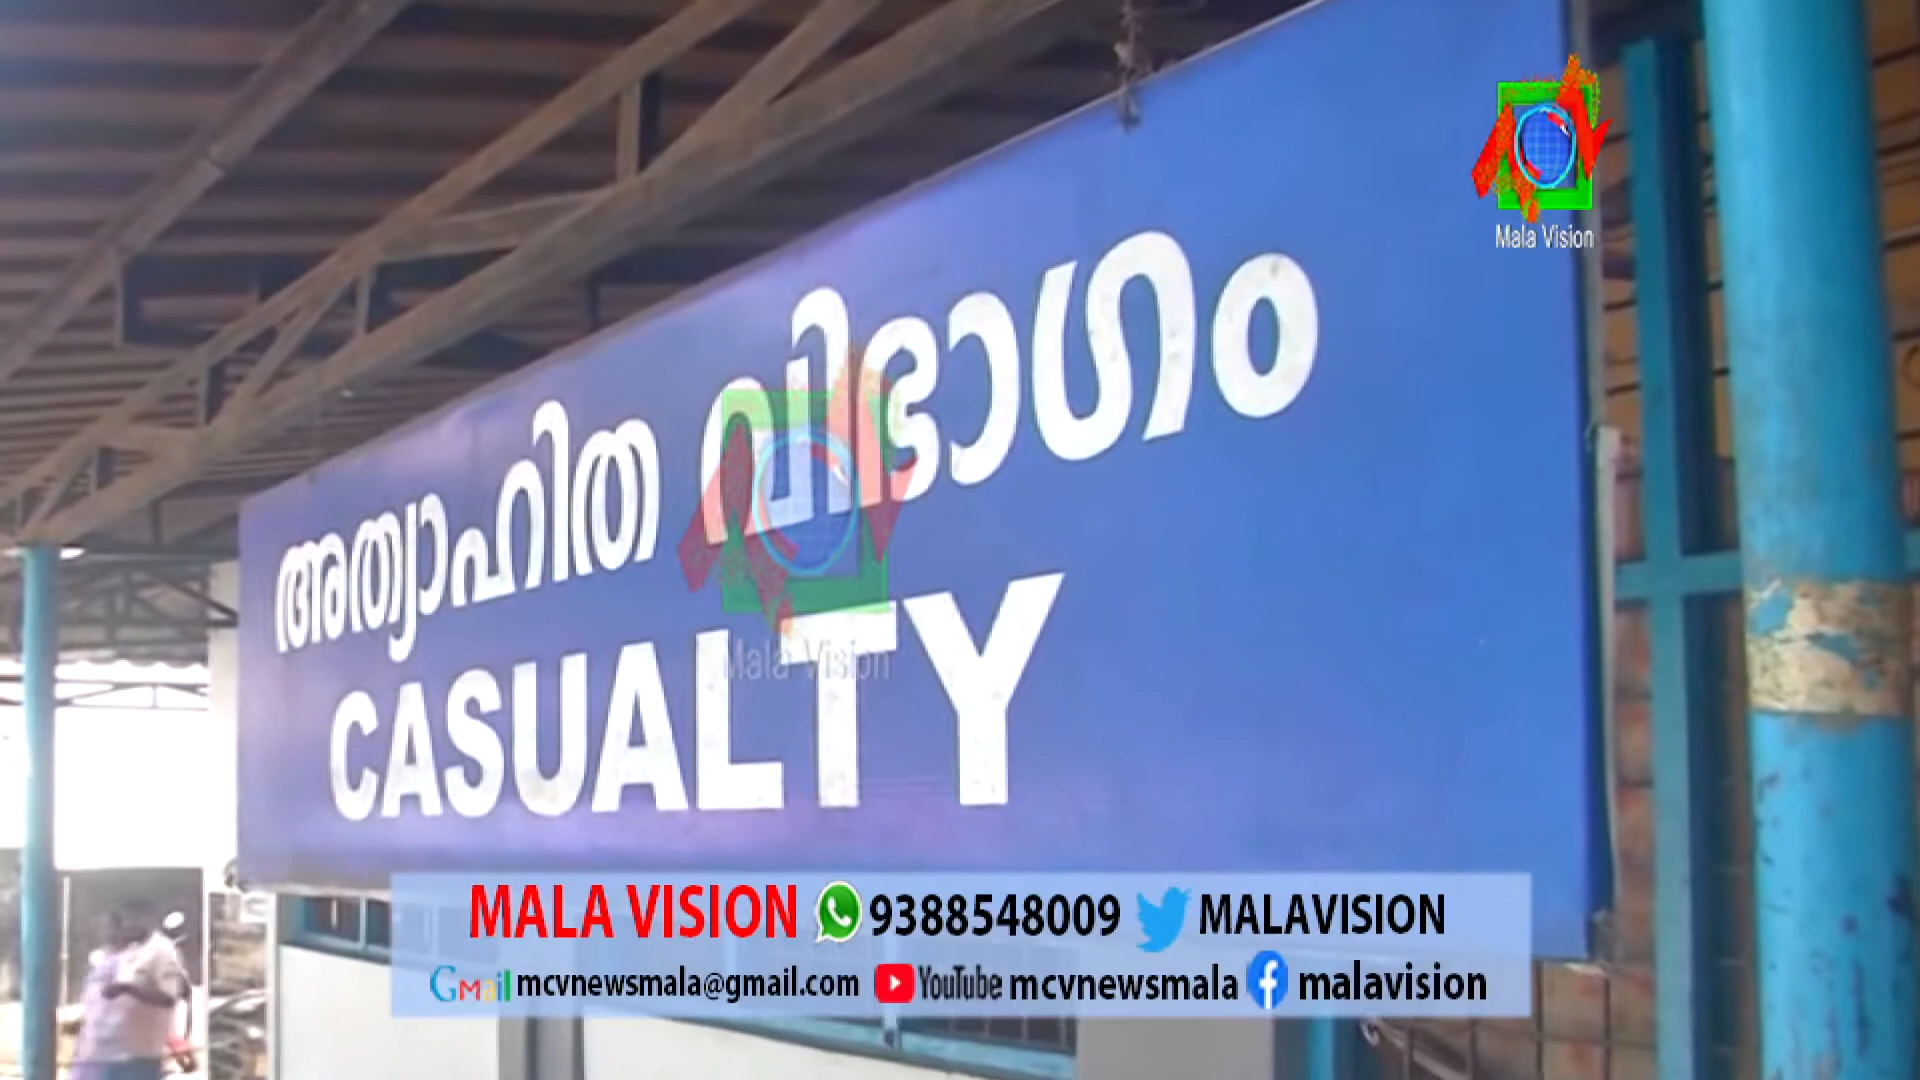 Mala Vision
അത്യാഹിത വിഭാഗം
Mala Vision
CASUALTY
MALA VISION 9388548009 MALAVISION
Gmail mcvnewsmala@gmail.com YouTube mcvnewsmala malavision